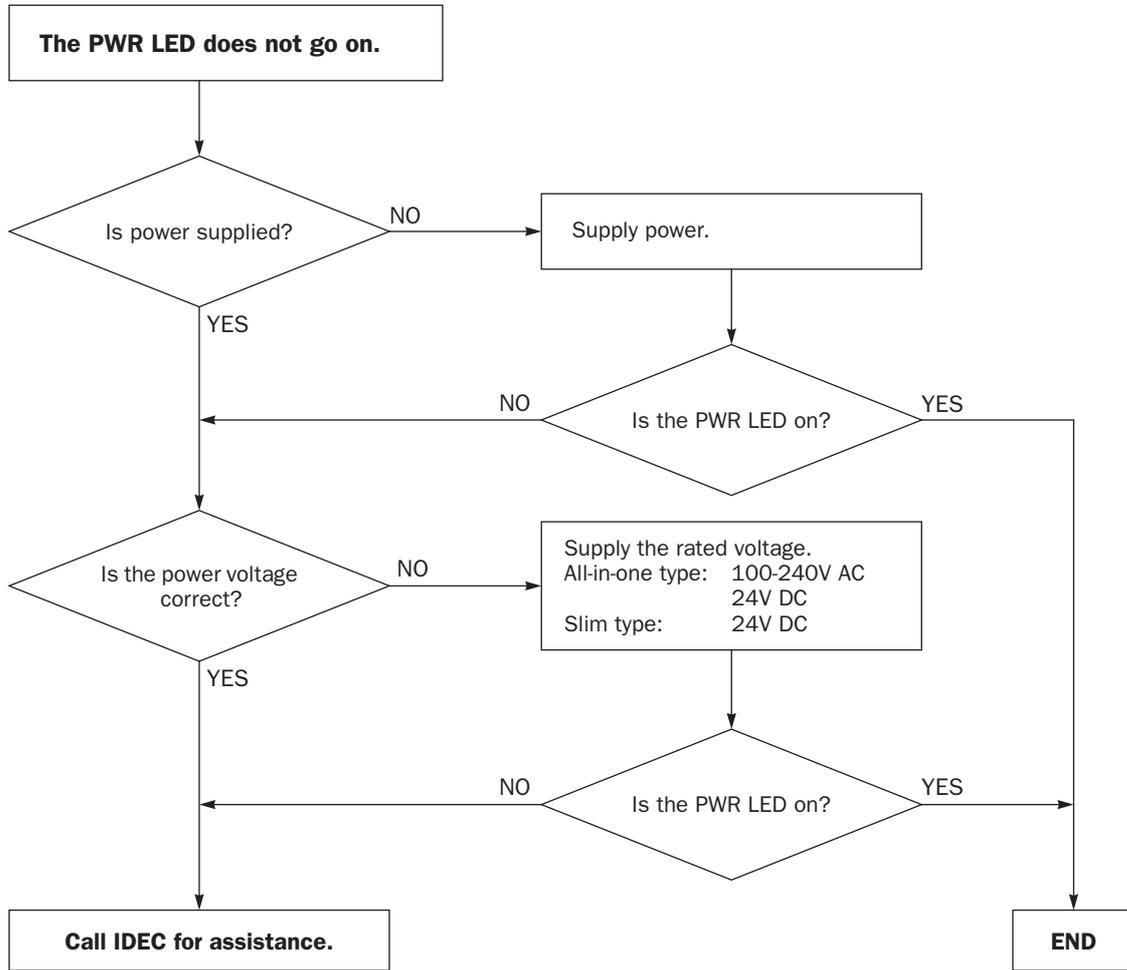 The PWR LED does not go on.
Is power supplied?
NO
Supply power.
YES
NO
Is the PWR LED on?
YES
Is the power voltage
correct?
NO
Supply the rated voltage.
All-in-one type: 100-240V AC
24V DC
Slim type: 24V DC
YES
NO
Is the PWR LED on?
YES
Call IDEC for assistance.
END